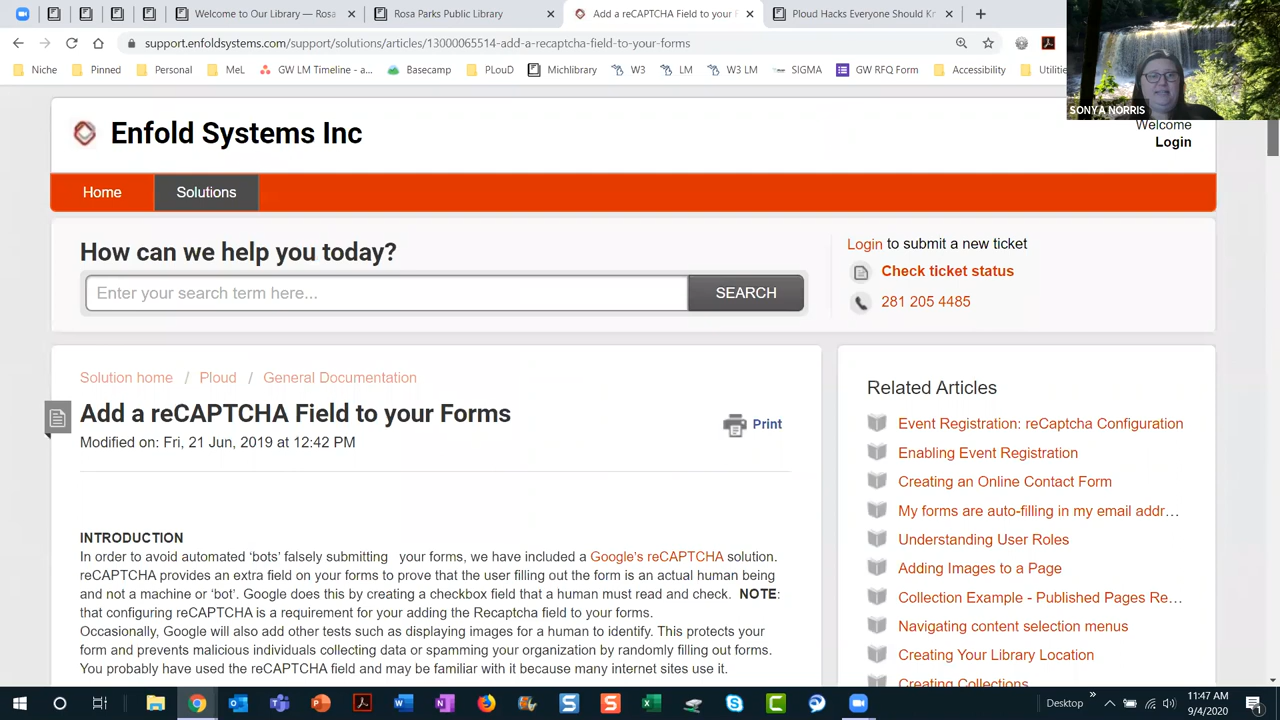 Welcome to Our Library — Rosa
Rosa Parks Public Library
Add a reCAPTCHA Field to your F
Ploud Hacks Everyone Should Kn
support.enfoldsystems.com/support/solutions/articles/13000065514-add-a-recaptcha-field-to-your-forms
Niche
Pinned
Personal
MeL
GW LM Timeline - a...
Basecamp
PLouD
Michlibrary
W3
LM
W3 LM
SIGMA
GW RFQ Form
Accessibility
Utilitie
SONYA NORRIS
Enfold Systems Inc
Welcome
Login
Home
Solutions
How can we help you today?
Enter your search term here...
SEARCH
Login to submit a new ticket
Check ticket status
281 205 4485
Solution home / Ploud / General Documentation
Add a reCAPTCHA Field to your Forms
Modified on: Fri, 21 Jun, 2019 at 12:42 PM
Print
INTRODUCTION
In order to avoid automated ‘bots’ falsely submitting your forms, we have included a Google's reCAPTCHA solution.
reCAPTCHA provides an extra field on your forms to prove that the user filling out the form is an actual human being
and not a machine or ‘bot’. Google does this by creating a checkbox field that a human must read and check. NOTE:
that configuring reCAPTCHA is a requirement for your adding the Recaptcha field to your forms.
Occasionally, Google will also add other tests such as displaying images for a human to identify. This protects your
form and prevents malicious individuals collecting data or spamming your organization by randomly filling out forms.
You probably have used the reCAPTCHA field and may be familiar with it because many internet sites use it.
Related Articles
Event Registration: reCaptcha Configuration
Enabling Event Registration
Creating an Online Contact Form
My forms are auto-filling in my email addr...
Understanding User Roles
Adding Images to a Page
Collection Example - Published Pages Re...
Navigating content selection menus
Creating Your Library Location
Creating Collections
Desktop
11:47 AM
9/4/2020
1